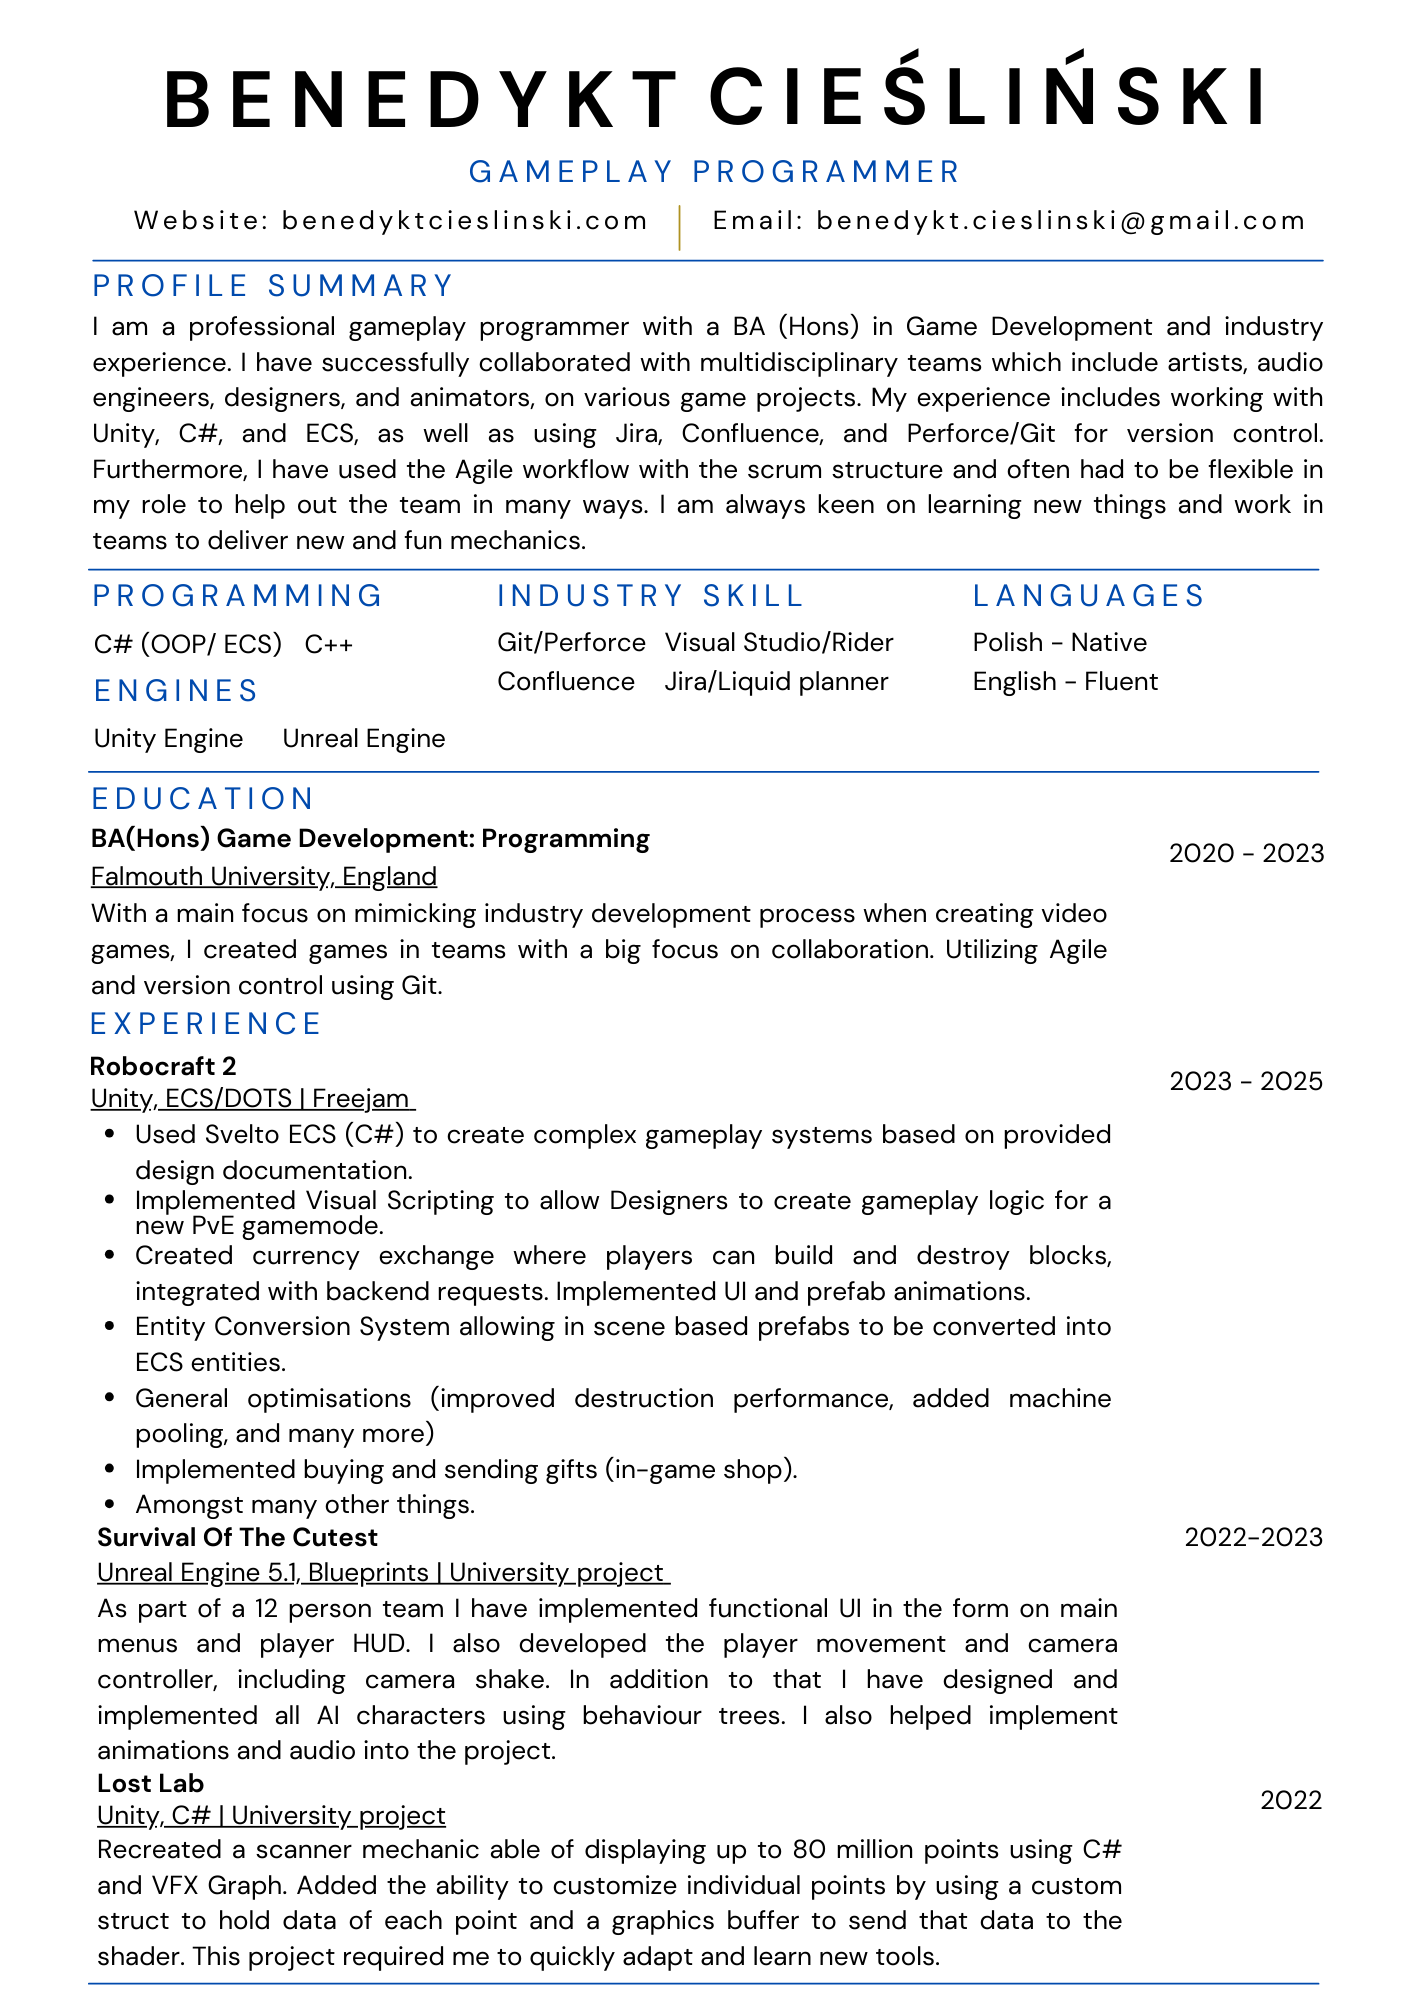 BENEDYKT CIEŚLIŃSKI
GAMEPLAY PROGRAMMER
Website: benedyktcieslinski.com
Email: benedykt.cieslinski@gmail.com
PROFILE SUMMARY
I am a professional gameplay programmer with a BA (Hons) in Game Development and industry
experience. I have successfully collaborated with multidisciplinary teams which include artists, audio
engineers, designers, and animators, on various game projects. My experience includes working with
Unity, C#, and ECS, as well as using Jira, Confluence, and Perforce/Git for version control.
Furthermore, I have used the Agile workflow with the scrum structure and often had to be flexible in
my role to help out the team in many ways. I am always keen on learning new things and work in
teams to deliver new and fun mechanics.
PROGRAMMING
C# (OOP/ ECS) C++
ENGINES
Unity Engine Unreal Engine
INDUSTRY SKILL
Git/Perforce Visual Studio/Rider
Confluence Jira/Liquid planner
LANGUAGES
Polish - Native
English - Fluent
EDUCATION
BA(Hons) Game Development: Programming
2020 - 2023
Falmouth University, England
With a main focus on mimicking industry development process when creating video
games, I created games in teams with a big focus on collaboration. Utilizing Agile
and version control using Git.
EXPERIENCE
Robocraft 2
2023 - 2025
Unity, ECS/DOTS | Freejam
• Used Svelto ECS (C#) to create complex gameplay systems based on provided
design documentation.
• Implemented Visual Scripting to allow Designers to create gameplay logic for a
new PvE gamemode.
• Created currency exchange where players can build and destroy blocks,
integrated with backend requests. Implemented UI and prefab animations.
• Entity Conversion System allowing in scene based prefabs to be converted into
ECS entities.
• General optimisations (improved destruction performance, added machine
pooling, and many more)
• Implemented buying and sending gifts (in-game shop).
• Amongst many other things.
Survival Of The Cutest
2022-2023
Unreal Engine 5.1, Blueprints | University project
As part of a 12 person team I have implemented functional UI in the form on main
menus and player HUD. I also developed the player movement and camera
controller, including camera shake. In addition to that I have designed and
implemented all AI characters using behaviour trees. I also helped implement
animations and audio into the project.
Lost Lab
2022
Unity, C# | University project
Recreated a scanner mechanic able of displaying up to 80 million points using C#
and VFX Graph. Added the ability to customize individual points by using a custom
struct to hold data of each point and a graphics buffer to send that data to the
shader. This project required me to quickly adapt and learn new tools.